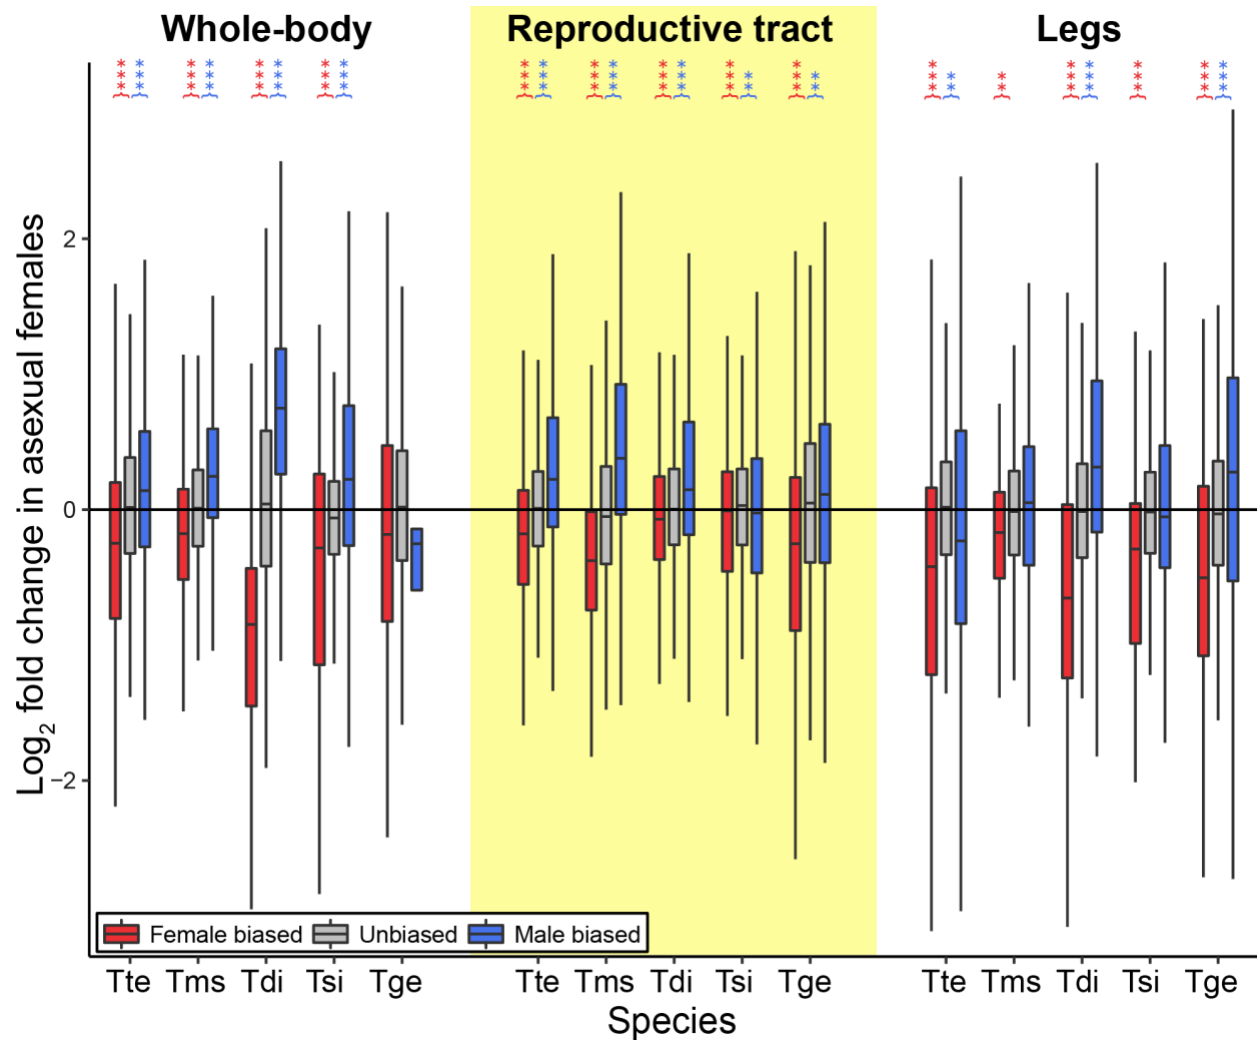 Whole-body Reproductive tract Legs
*** *** *** *** *** *** *** *** *** *** *** *** *** *** *** ** *** ** *** ** ** *** *** *** *** ***
Log2 fold change in asexual females
2
0
−2
Female biased Unbiased Male biased
Tte Tms Tdi Tsi Tge Tte Tms Tdi Tsi Tge Tte Tms Tdi Tsi Tge
Species